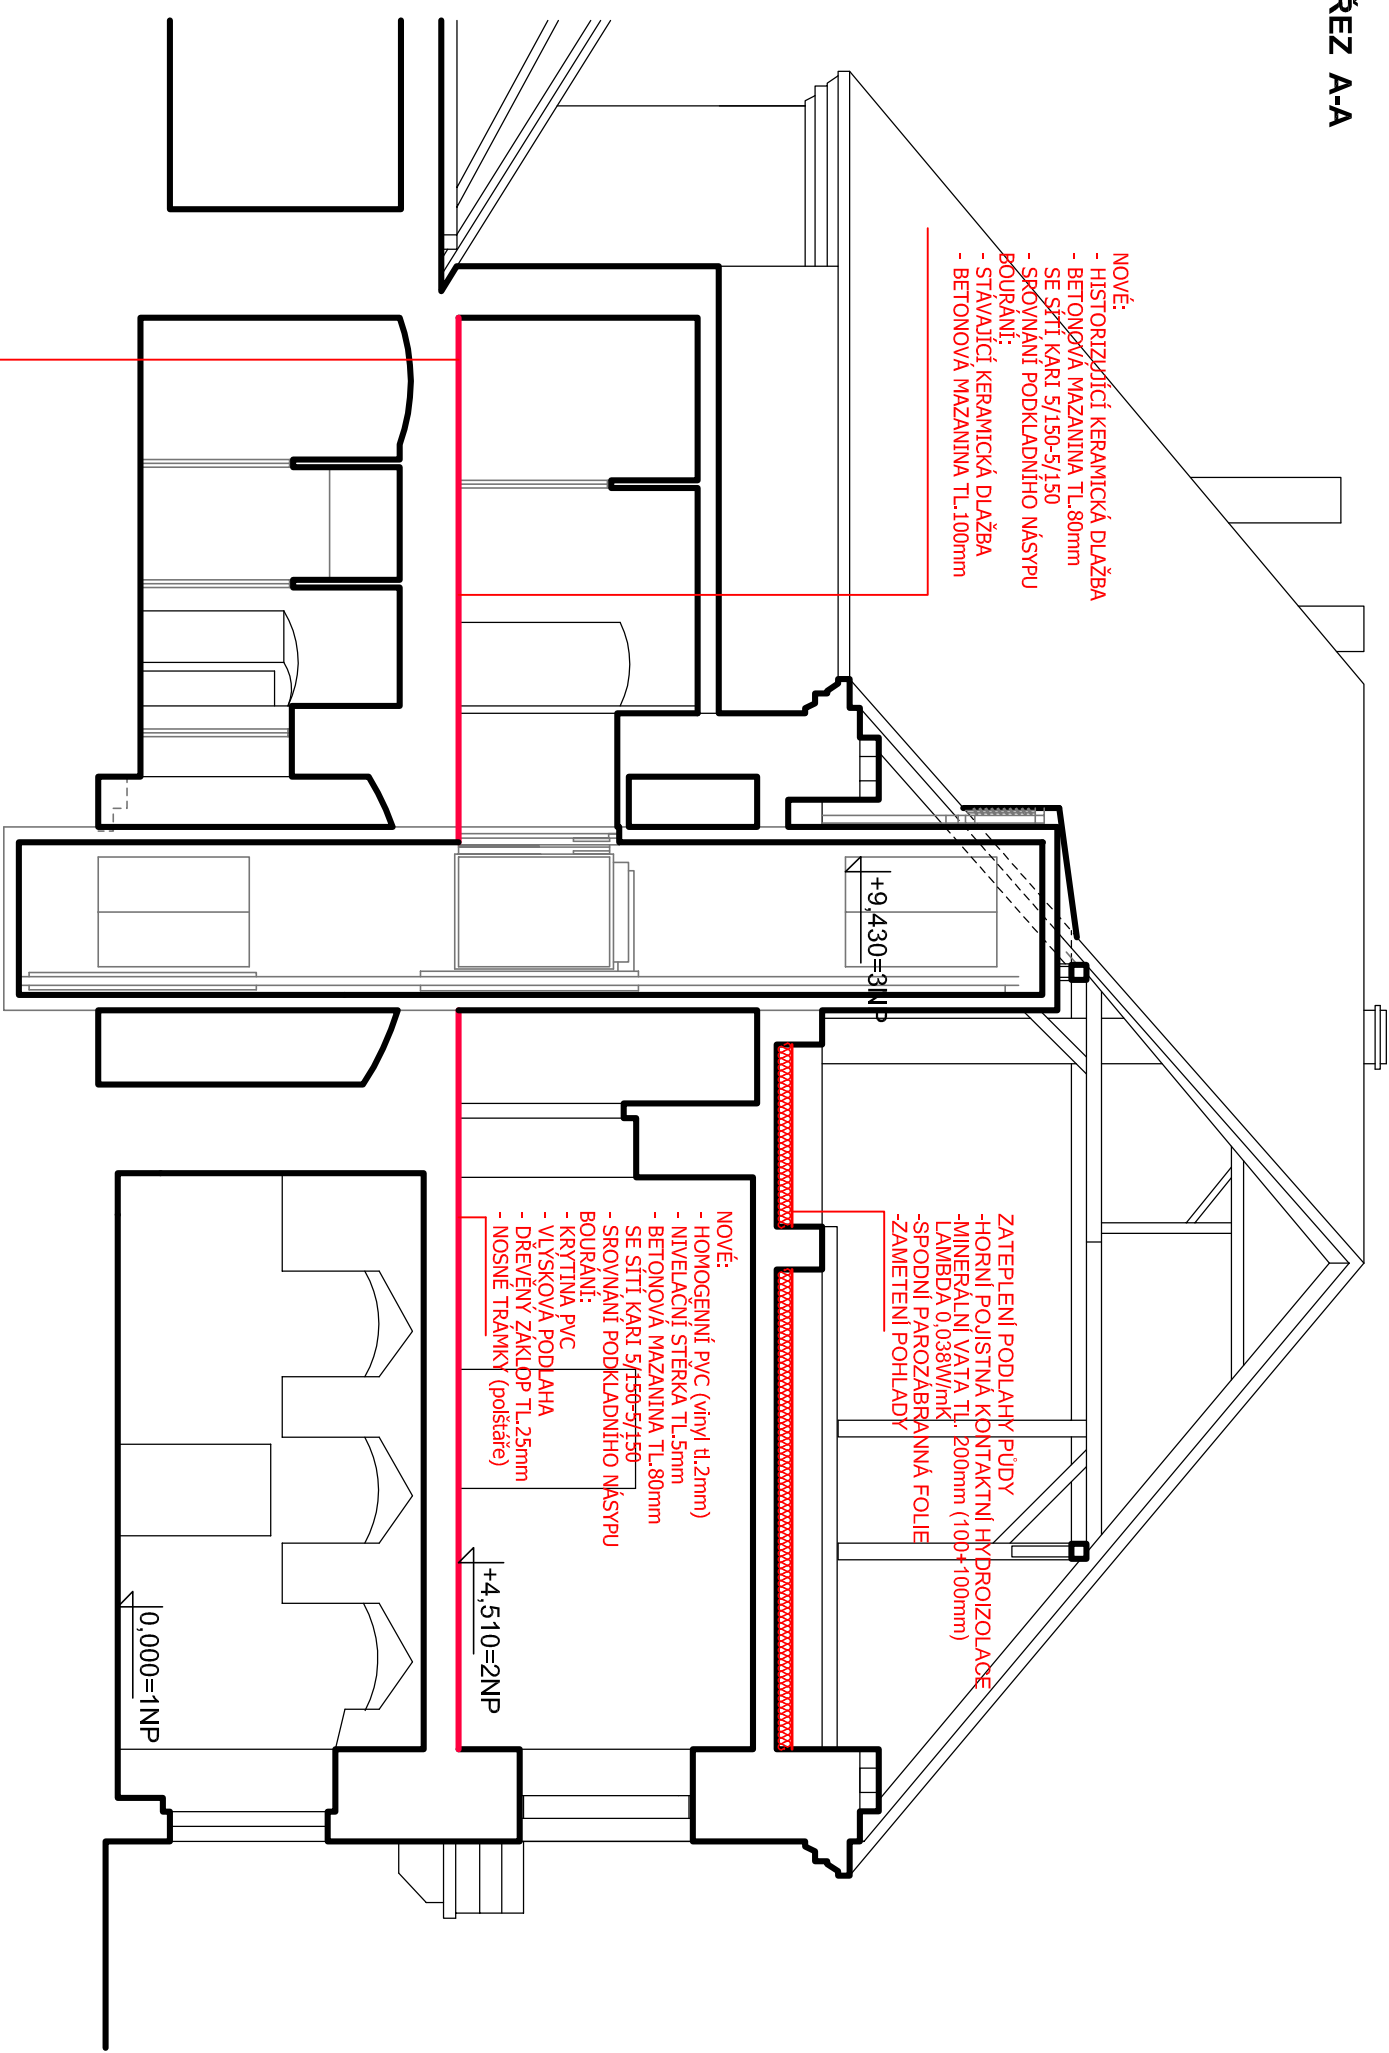 ŘEZ A-A
NOVÉ:
- HISTORIZUJÍCÍ KERAMICKÁ DLAŽBA
- BETONOVÁ MAZANINA TL.80mm
SE SÍTÍ KARI 5/150-5/150
- SROVNÁNÍ PODKLADNÍHO NÁSYPU
BOURÁNÍ:
- STÁVAJÍCÍ KERAMICKÁ DLAŽBA
- BETONOVÁ MAZANINA TL.100mm
+9,430=3NP
ZATEPLENÍ PODLAHY PŮDY
-HORNÍ POJISTNÁ KONTAKTNÍ HYDROIZOLACE
-MINERÁLNÍ VATA TL. 200mm (100+100mm)
LAMBDA 0,038W/mK
-SPODNÍ PAROZÁBRANNÁ FOLIE
-ZAMETENÍ POHLADY
NOVÉ:
- HOMOGENNÍ PVC (vinyl tl.2mm)
- NIVELAČNÍ STĚRKA TL.5mm
- BETONOVÁ MAZANINA TL.80mm
SE SÍTÍ KARI 5/150-5/150
- SROVNÁNÍ PODKLADNÍHO NÁSYPU
BOURÁNÍ:
- KRYTINA PVC
- VLÝSKOVÁ PODLAHA
- DŘEVĚNÝ ZÁKLOP TL.25mm
- NOSNÉ TRÁMKY (polštáře)
+4,510=2NP
0,000=1NP